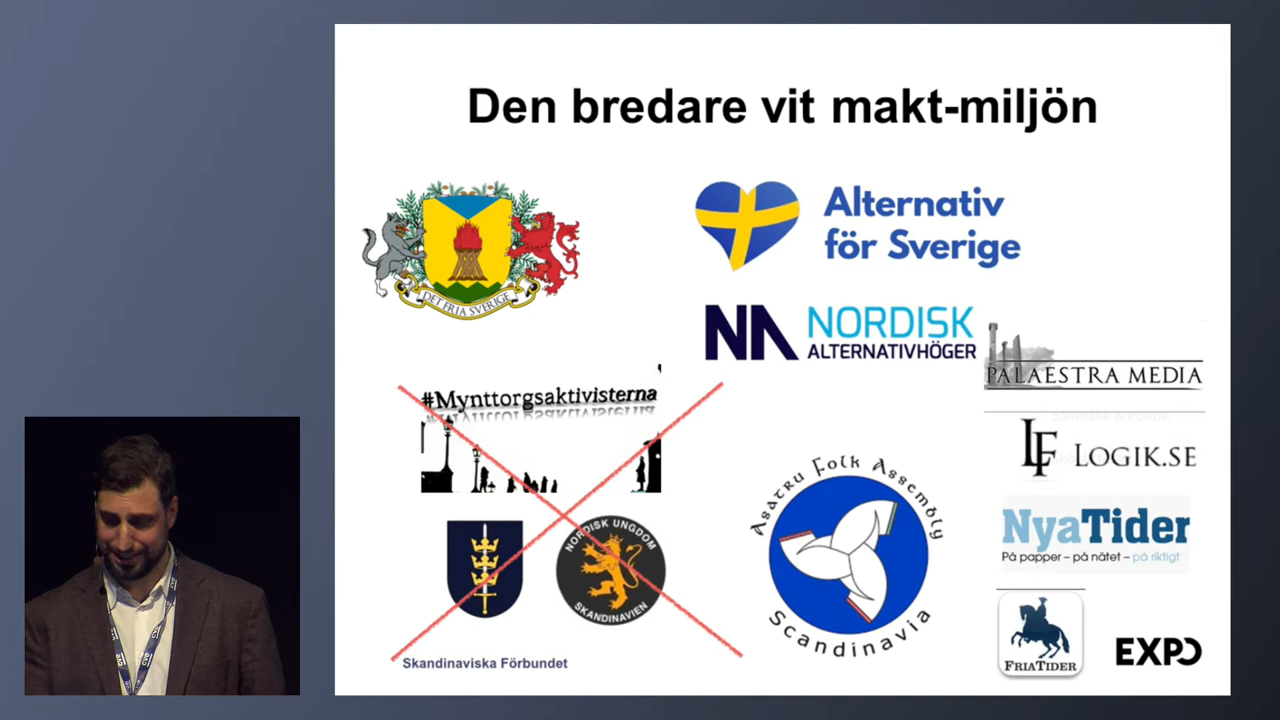 Den bredare vit makt-miljön
DET FRIA SVERIGE
Alternativ
för Sverige
NA NORDISK
ALTERNATIVHÖGER
PALAESTRA MEDIA
#Mynttorgsaktivisterna
LF LOGIK.SE
ASATRU FOLK ASSEMBLY
Scandinavia
NyaTider
På papper – på nätet – på riktigt
NORDISK UNGDOM
SKANDINAVIEN
Skandinaviska Förbundet
FRIATIDER
EXPO